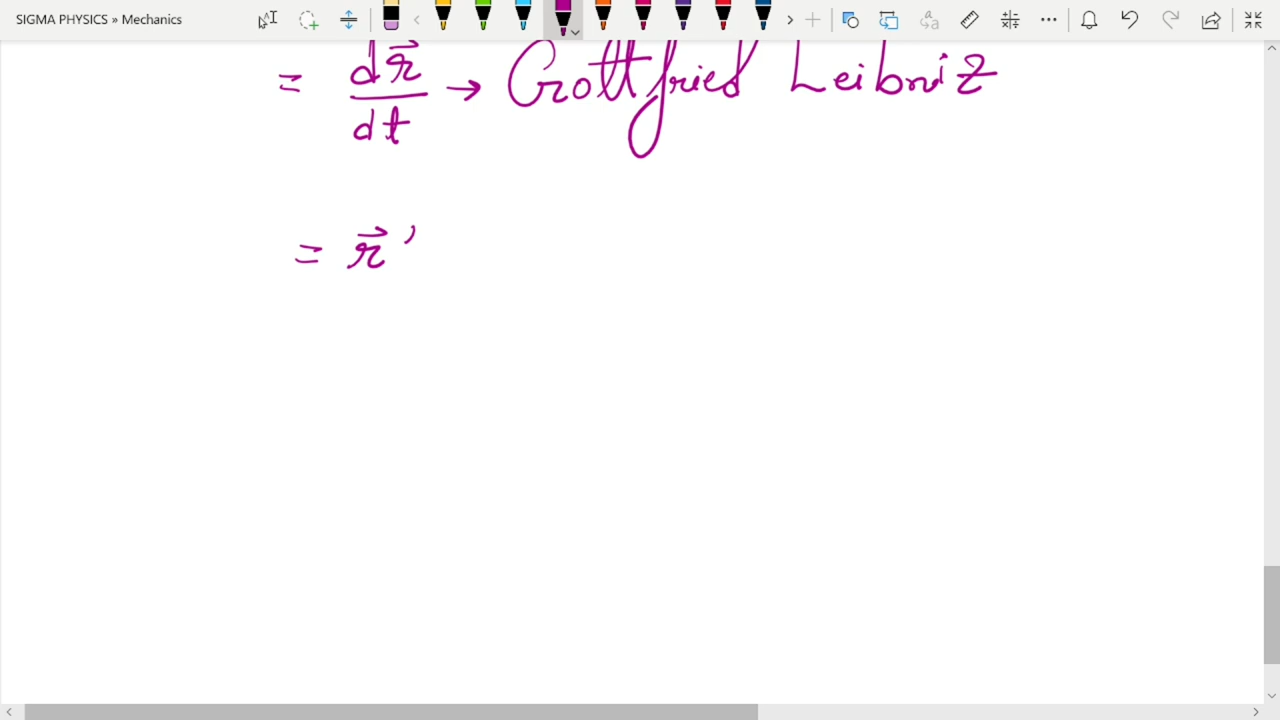 SIGMA PHYSICS » Mechanics
= d𝑟⃗/dt → Gottfried Leibniz
= 𝑟⃗ ′